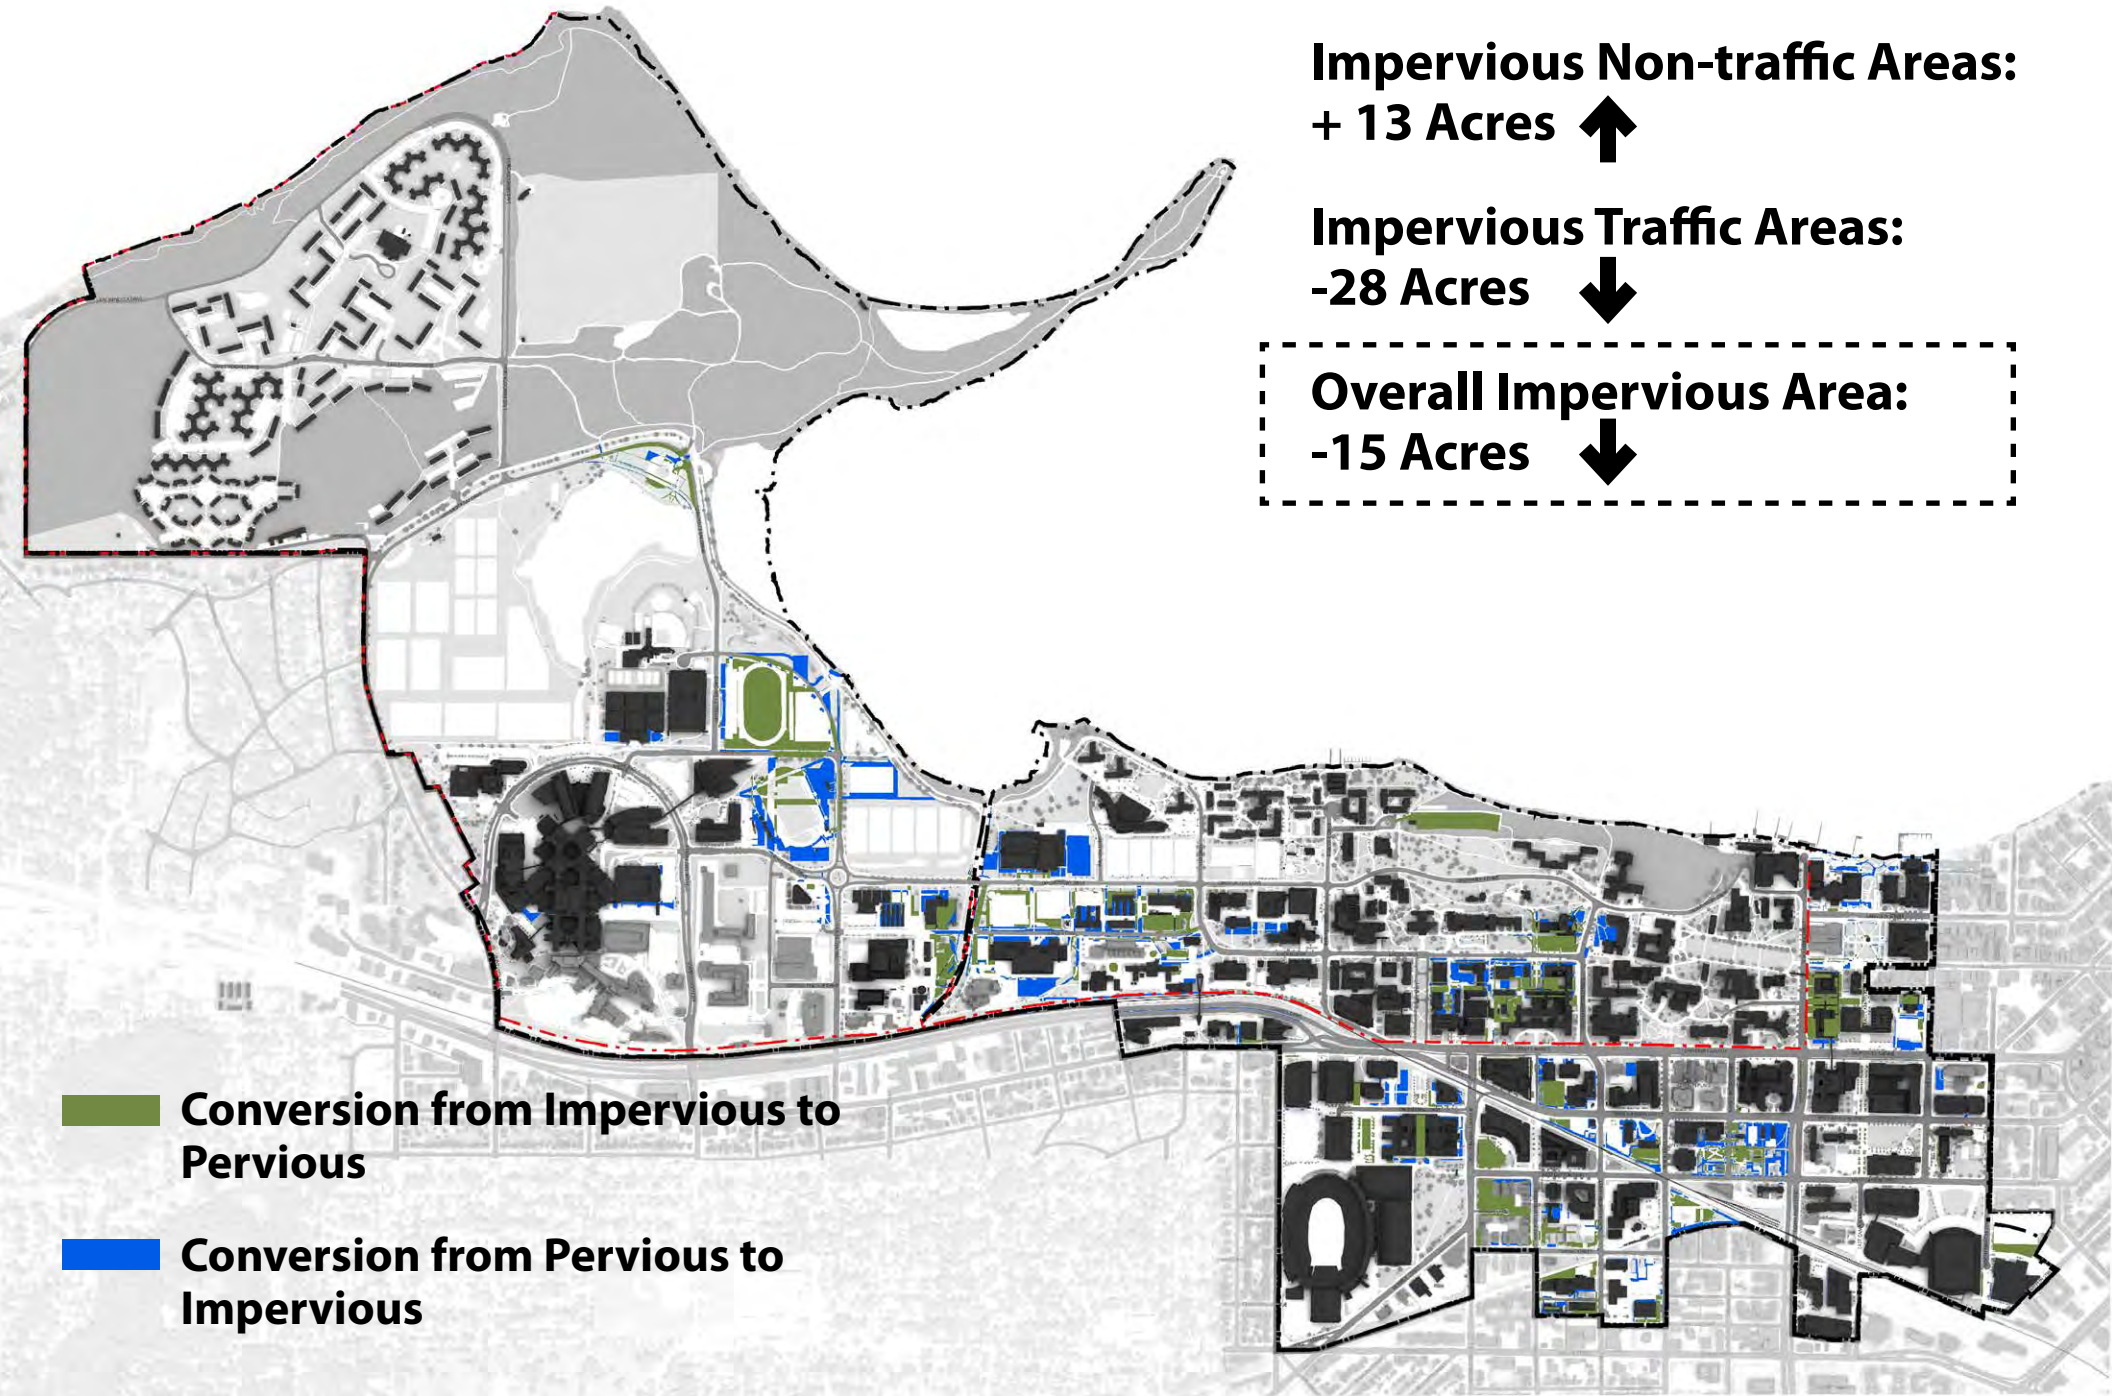 Impervious Non-traffic Areas:
+ 13 Acres
Impervious Traffic Areas:
-28 Acres
Overall Impervious Area:
-15 Acres
Conversion from Impervious to
Pervious
Conversion from Pervious to
Impervious